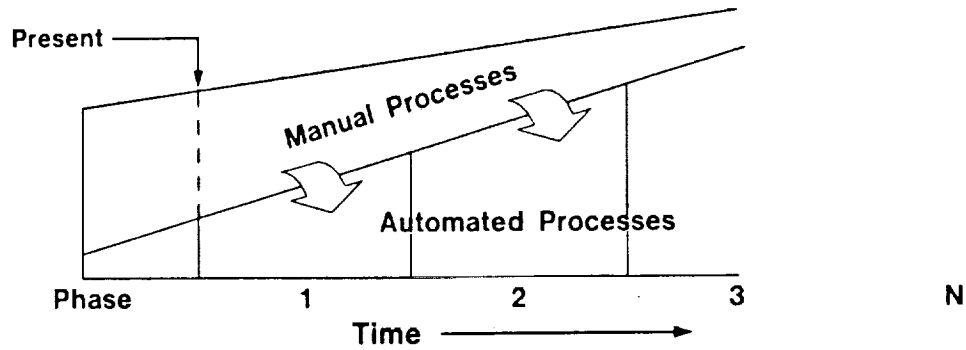 Present
Manual Processes
Automated Processes
Phase 1 2 3 N
Time